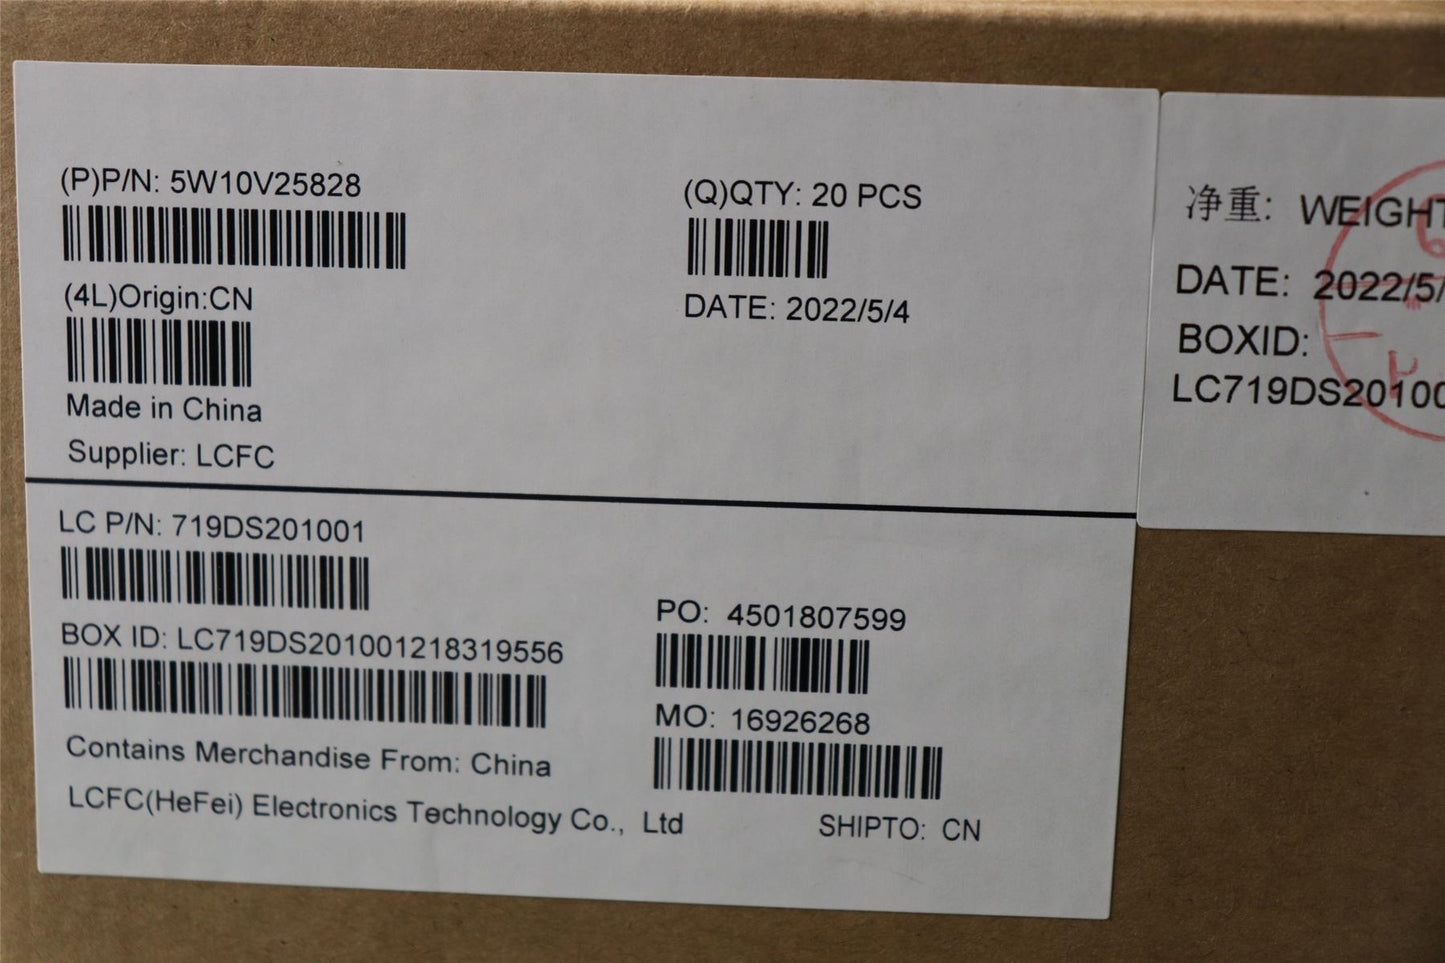 (P)P/N: 5W10V25828
(Q)QTY: 20 PCS
(4L)Origin:CN
DATE: 2022/5/4
Made in China
Supplier: LCFC
LC P/N: 719DS201001
PO: 4501807599
BOX ID: LC719DS201001218319556
MO: 16926268
Contains Merchandise From: China
LCFC(HeFei) Electronics Technology Co., Ltd
SHIPTO: CN
净重: WEIGHT
DATE: 2022/5/
BOXID:
LC719DS20100